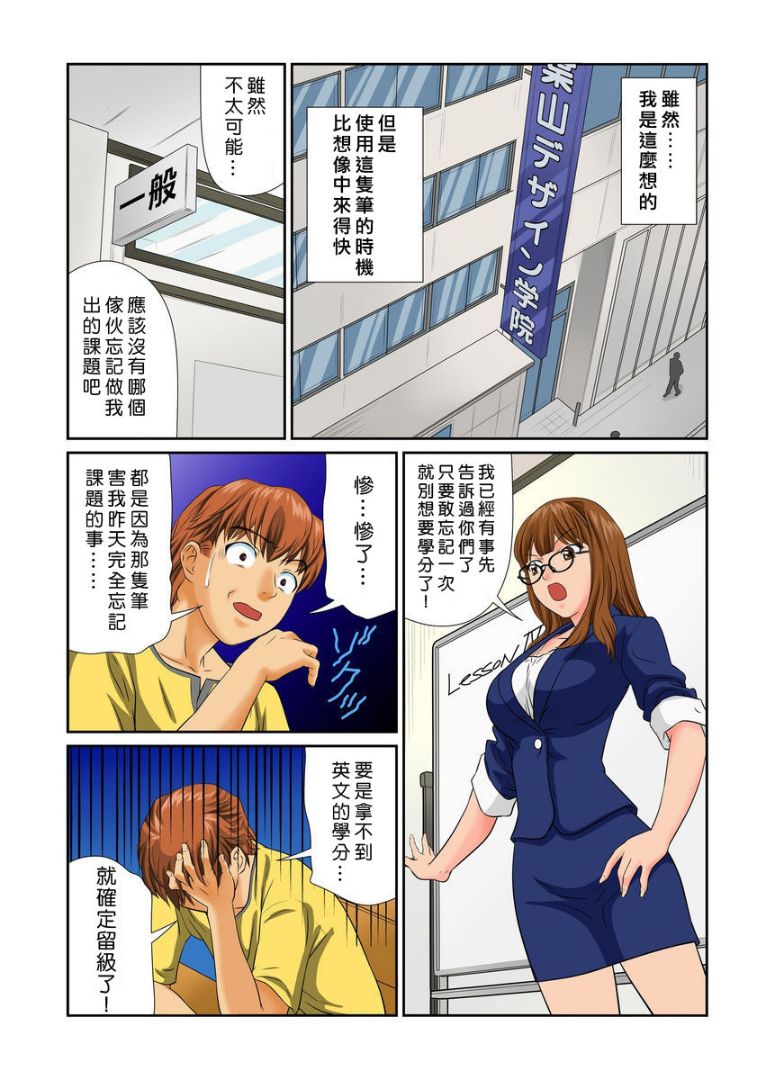 雖然……
我是這麼想的
但是
使用這隻筆的時機
比想像中來得快
葉山デザイン学院
雖然
不太可能…
一般
應該沒有哪個
傢伙忘記做我
出的課題吧
我已經有事先
告訴過你們了
只要敢忘記一次
就別想要學分了！
Lesson IV
慘…慘了…
都是因為那隻筆
害我昨天完全忘記
課題的事……
ゾクッ
要是拿不到
英文的學分…
就確定留級了！